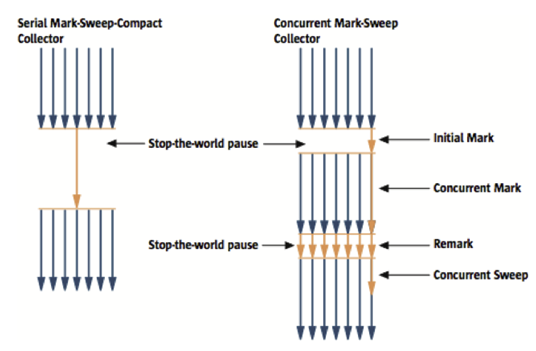 Serial Mark-Sweep-Compact
Collector
Concurrent Mark-Sweep
Collector
Stop-the-world pause
Initial Mark
Concurrent Mark
Stop-the-world pause
Remark
Concurrent Sweep